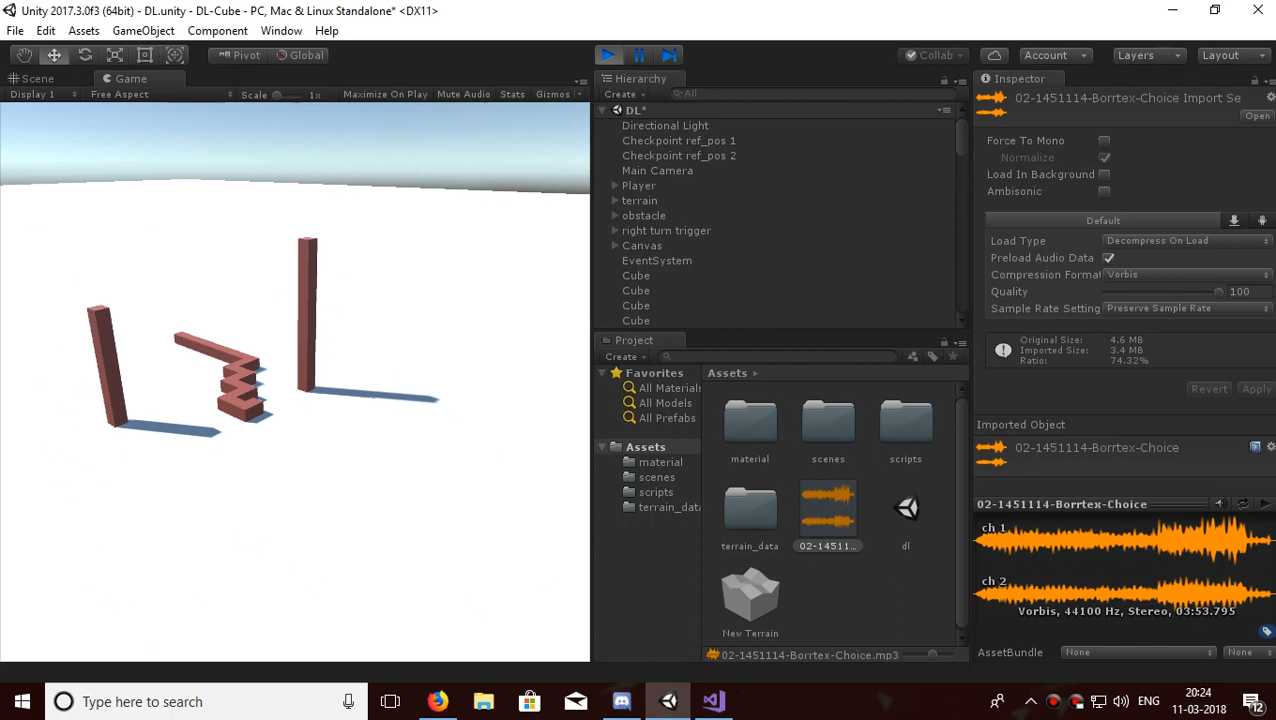 Unity 2017.3.0f3 (64bit) - DL.unity - DL-Cube - PC, Mac & Linux Standalone* <DX11>
File Edit Assets GameObject Component Window Help
Pivot Global Collab Account Layers Layout
Scene Game
Display 1 Free Aspect Scale 1x Maximize On Play Mute Audio Stats Gizmos
Hierarchy
Create All
DL*
Directional Light
Checkpoint ref_pos 1
Checkpoint ref_pos 2
Main Camera
Player
terrain
obstacle
right turn trigger
Canvas
EventSystem
Cube
Cube
Cube
Cube
Project
Create
Favorites
All Materials
All Models
All Prefabs
Assets
material
scenes
scripts
terrain_data
Assets
material scenes scripts
terrain_data 02-14511... dl
New Terrain
02-1451114-Borrtex-Choice.mp3
Inspector
02-1451114-Borrtex-Choice Import Se
Open
Force To Mono
Normalize
Load In Background
Ambisonic
Default
Load Type Decompress On Load
Preload Audio Data
Compression Format Vorbis
Quality 100
Sample Rate Setting Preserve Sample Rate
Original Size: 4.6 MB
Imported Size: 3.4 MB
Ratio: 74.32%
Revert Apply
Imported Object
02-1451114-Borrtex-Choice
02-1451114-Borrtex-Choice
ch 1
ch 2
Vorbis, 44100 Hz, Stereo, 03:53.795
AssetBundle None None
Type here to search
ENG
20:24
11-03-2018
12